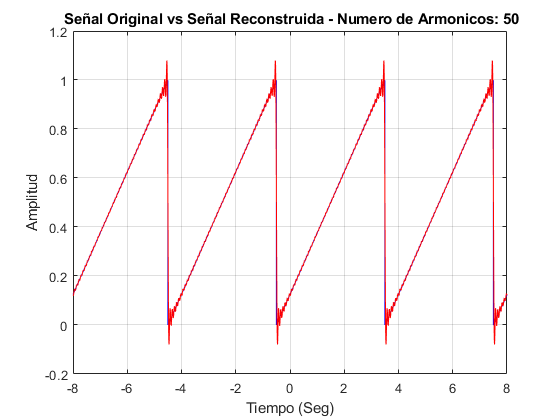 Señal Original vs Señal Reconstruida - Numero de Armonicos: 50
1.2
1
0.8
0.6
0.4
0.2
0
-0.2
Amplitud
-8 -6 -4 -2 0 2 4 6 8
Tiempo (Seg)